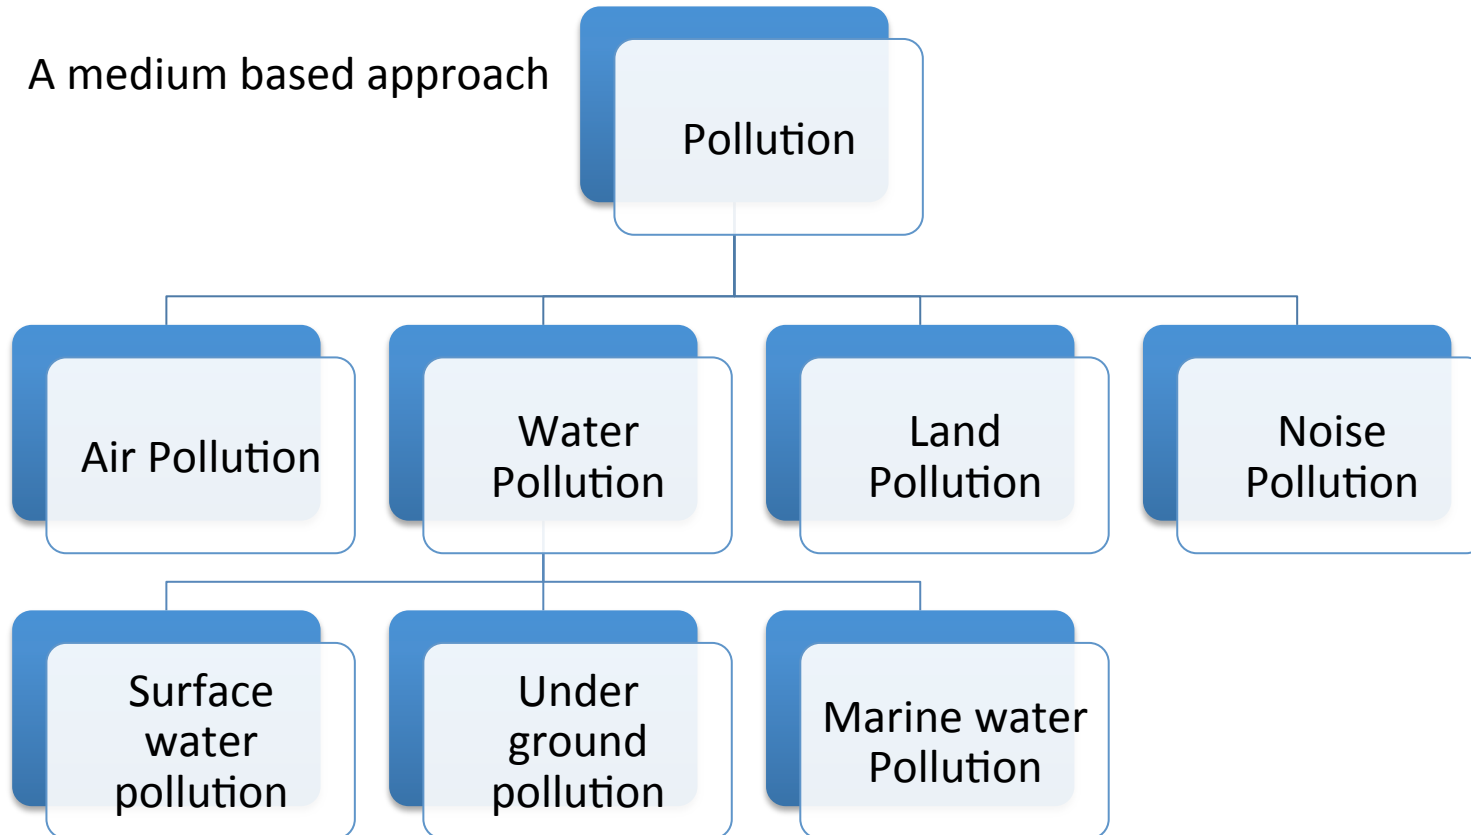 A medium based approach
Pollution
Air Pollution
Water
Pollution
Land
Pollution
Noise
Pollution
Surface
water
pollution
Under
ground
pollution
Marine water
Pollution